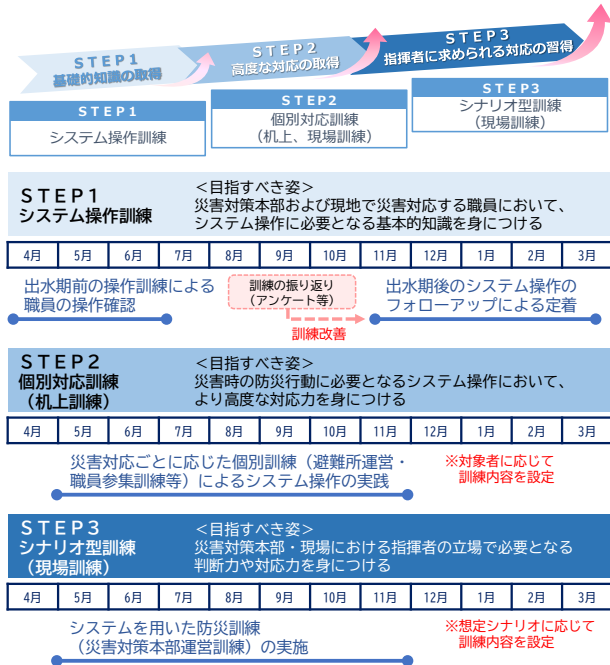 STEP1
基礎的知識の取得
STEP2
高度な対応の取得
STEP3
指揮者に求められる対応の習得
STEP1
システム操作訓練
STEP2
個別対応訓練
(机上、現場訓練)
STEP3
シナリオ型訓練
(現場訓練)
STEP1
システム操作訓練
<目指すべき姿>
災害対策本部および現地で災害対応する職員において、
システム操作に必要となる基本的知識を身につける
4月 5月 6月 7月 8月 9月 10月 11月 12月 1月 2月 3月
出水期前の操作訓練による
職員の操作確認
訓練の振り返り
(アンケート等)
訓練改善
出水期後のシステム操作の
フォローアップによる定着
STEP2
個別対応訓練
(机上訓練)
<目指すべき姿>
災害時の防災行動に必要となるシステム操作において、
より高度な対応力を身につける
4月 5月 6月 7月 8月 9月 10月 11月 12月 1月 2月 3月
災害対応ごとに応じた個別訓練(避難所運営・
職員参集訓練等)によるシステム操作の実践
※対象者に応じて
訓練内容を設定
STEP3
シナリオ型訓練
(現場訓練)
<目指すべき姿>
災害対策本部・現場における指揮者の立場で必要となる
判断力や対応力を身につける
4月 5月 6月 7月 8月 9月 10月 11月 12月 1月 2月 3月
システムを用いた防災訓練
(災害対策本部運営訓練)の実施
※想定シナリオに応じて
訓練内容を設定